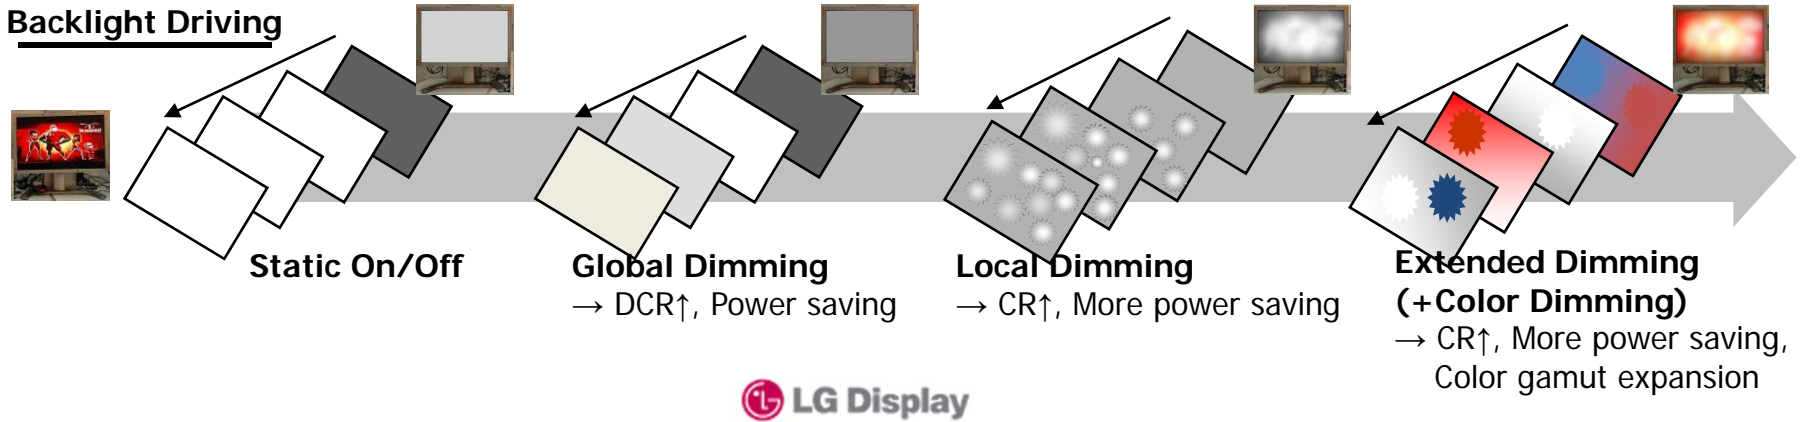 Backlight Driving
Static On/Off
Global Dimming
→ DCR↑, Power saving
Local Dimming
→ CR↑, More power saving
Extended Dimming
(+Color Dimming)
→ CR↑, More power saving,
Color gamut expansion
LG Display